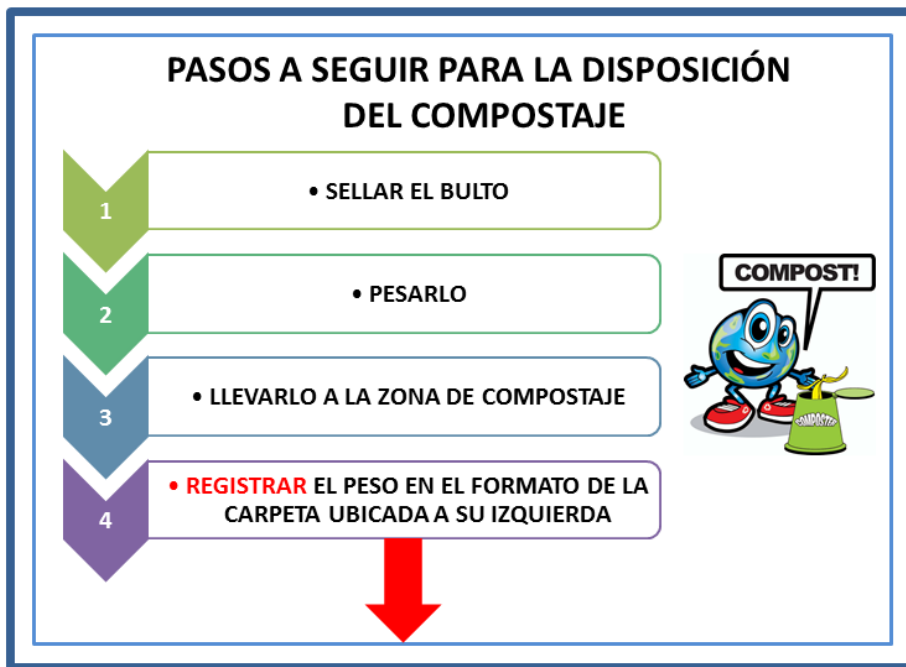 PASOS A SEGUIR PARA LA DISPOSICIÓN
DEL COMPOSTAJE
1
• SELLAR EL BULTO
2
• PESARLO
3
• LLEVARLO A LA ZONA DE COMPOSTAJE
4
• REGISTRAR EL PESO EN EL FORMATO DE LA
CARPETA UBICADA A SU IZQUIERDA
COMPOST!
COMPOSTER